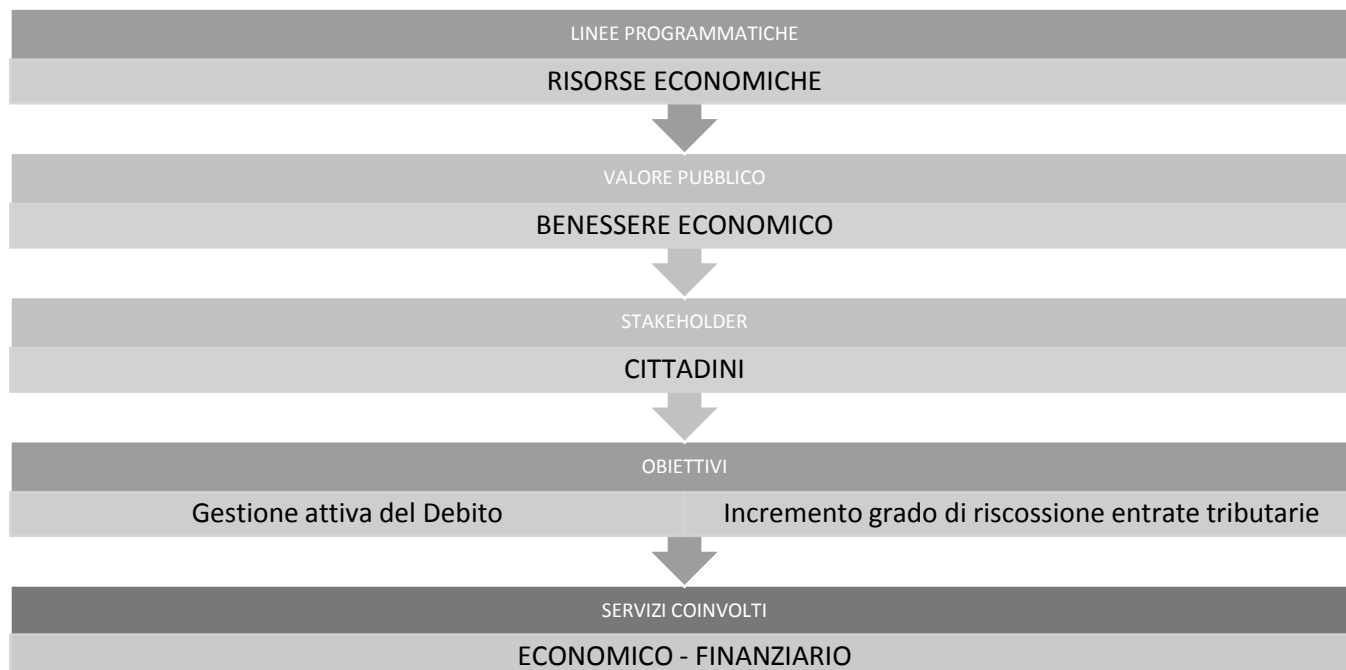 LINEE PROGRAMMATICHE
RISORSE ECONOMICHE
VALORE PUBBLICO
BENESSERE ECONOMICO
STAKEHOLDER
CITTADINI
OBIETTIVI
Gestione attiva del Debito
Incremento grado di riscossione entrate tributarie
SERVIZI COINVOLTI
ECONOMICO - FINANZIARIO